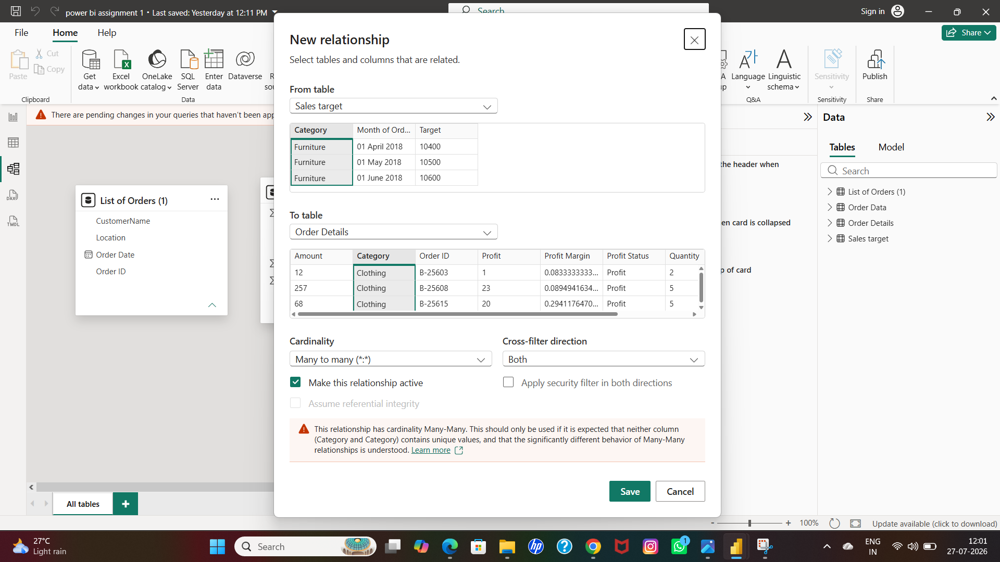 power bi assignment 1 • Last saved: Yesterday at 12:11 PM
Search
Sign in
File
Home
Help
Share
Paste
Cut
Copy
Get data
Excel workbook
OneLake catalog
SQL Server
Enter data
Dataverse
Language
Linguistic schema
Sensitivity
Publish
Clipboard
Data
Q&A
Sensitivity
Share
There are pending changes in your queries that haven't been
DAX
TMDL
List of Orders (1)
CustomerName
Location
Order Date
Order ID
New relationship
Select tables and columns that are related.
From table
Sales target
Category Month of Ord... Target
Furniture 01 April 2018 10400
Furniture 01 May 2018 10500
Furniture 01 June 2018 10600
To table
Order Details
Amount Category Order ID Profit Profit Margin Profit Status Quantity
12 Clothing B-25603 1 0.0833333333... Profit 2
257 Clothing B-25608 23 0.0894941634... Profit 5
68 Clothing B-25615 20 0.2941176470... Profit 5
Cardinality
Many to many (*:*)
Cross-filter direction
Both
Make this relationship active
Apply security filter in both directions
Assume referential integrity
This relationship has cardinality Many-Many. This should only be used if it is expected that neither column
(Category and Category) contains unique values, and that the significantly different behavior of Many-Many
relationships is understood. Learn more
Save
Cancel
the header when
card is collapsed
of card
Data
Tables
Model
Search
List of Orders (1)
Order Data
Order Details
Sales target
All tables
- + 100%
Update available (click to download)
27°C
Light rain
Search
hp
1
ENG
IN
12:01
27-07-2026